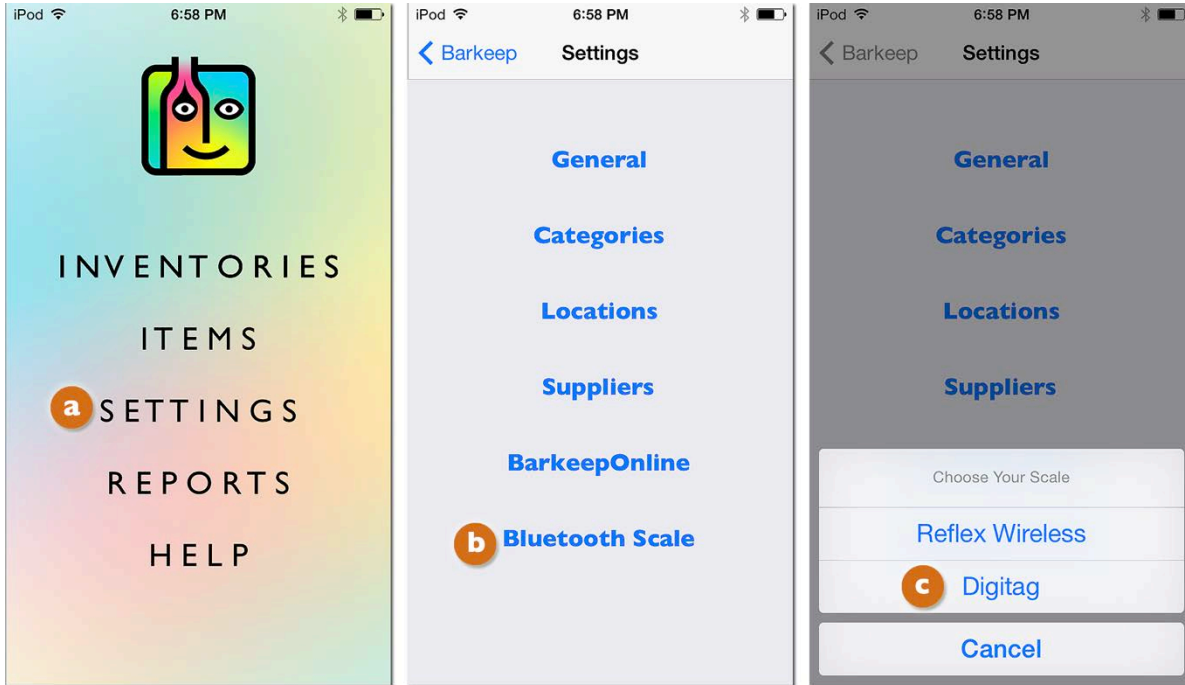 iPod 6:58 PM
INVENTORIES
ITEMS
a SETTINGS
REPORTS
HELP
iPod 6:58 PM
Barkeep Settings
General
Categories
Locations
Suppliers
BarkeepOnline
b Bluetooth Scale
iPod 6:58 PM
Barkeep Settings
General
Categories
Locations
Suppliers
Choose Your Scale
Reflex Wireless
c Digitag
Cancel